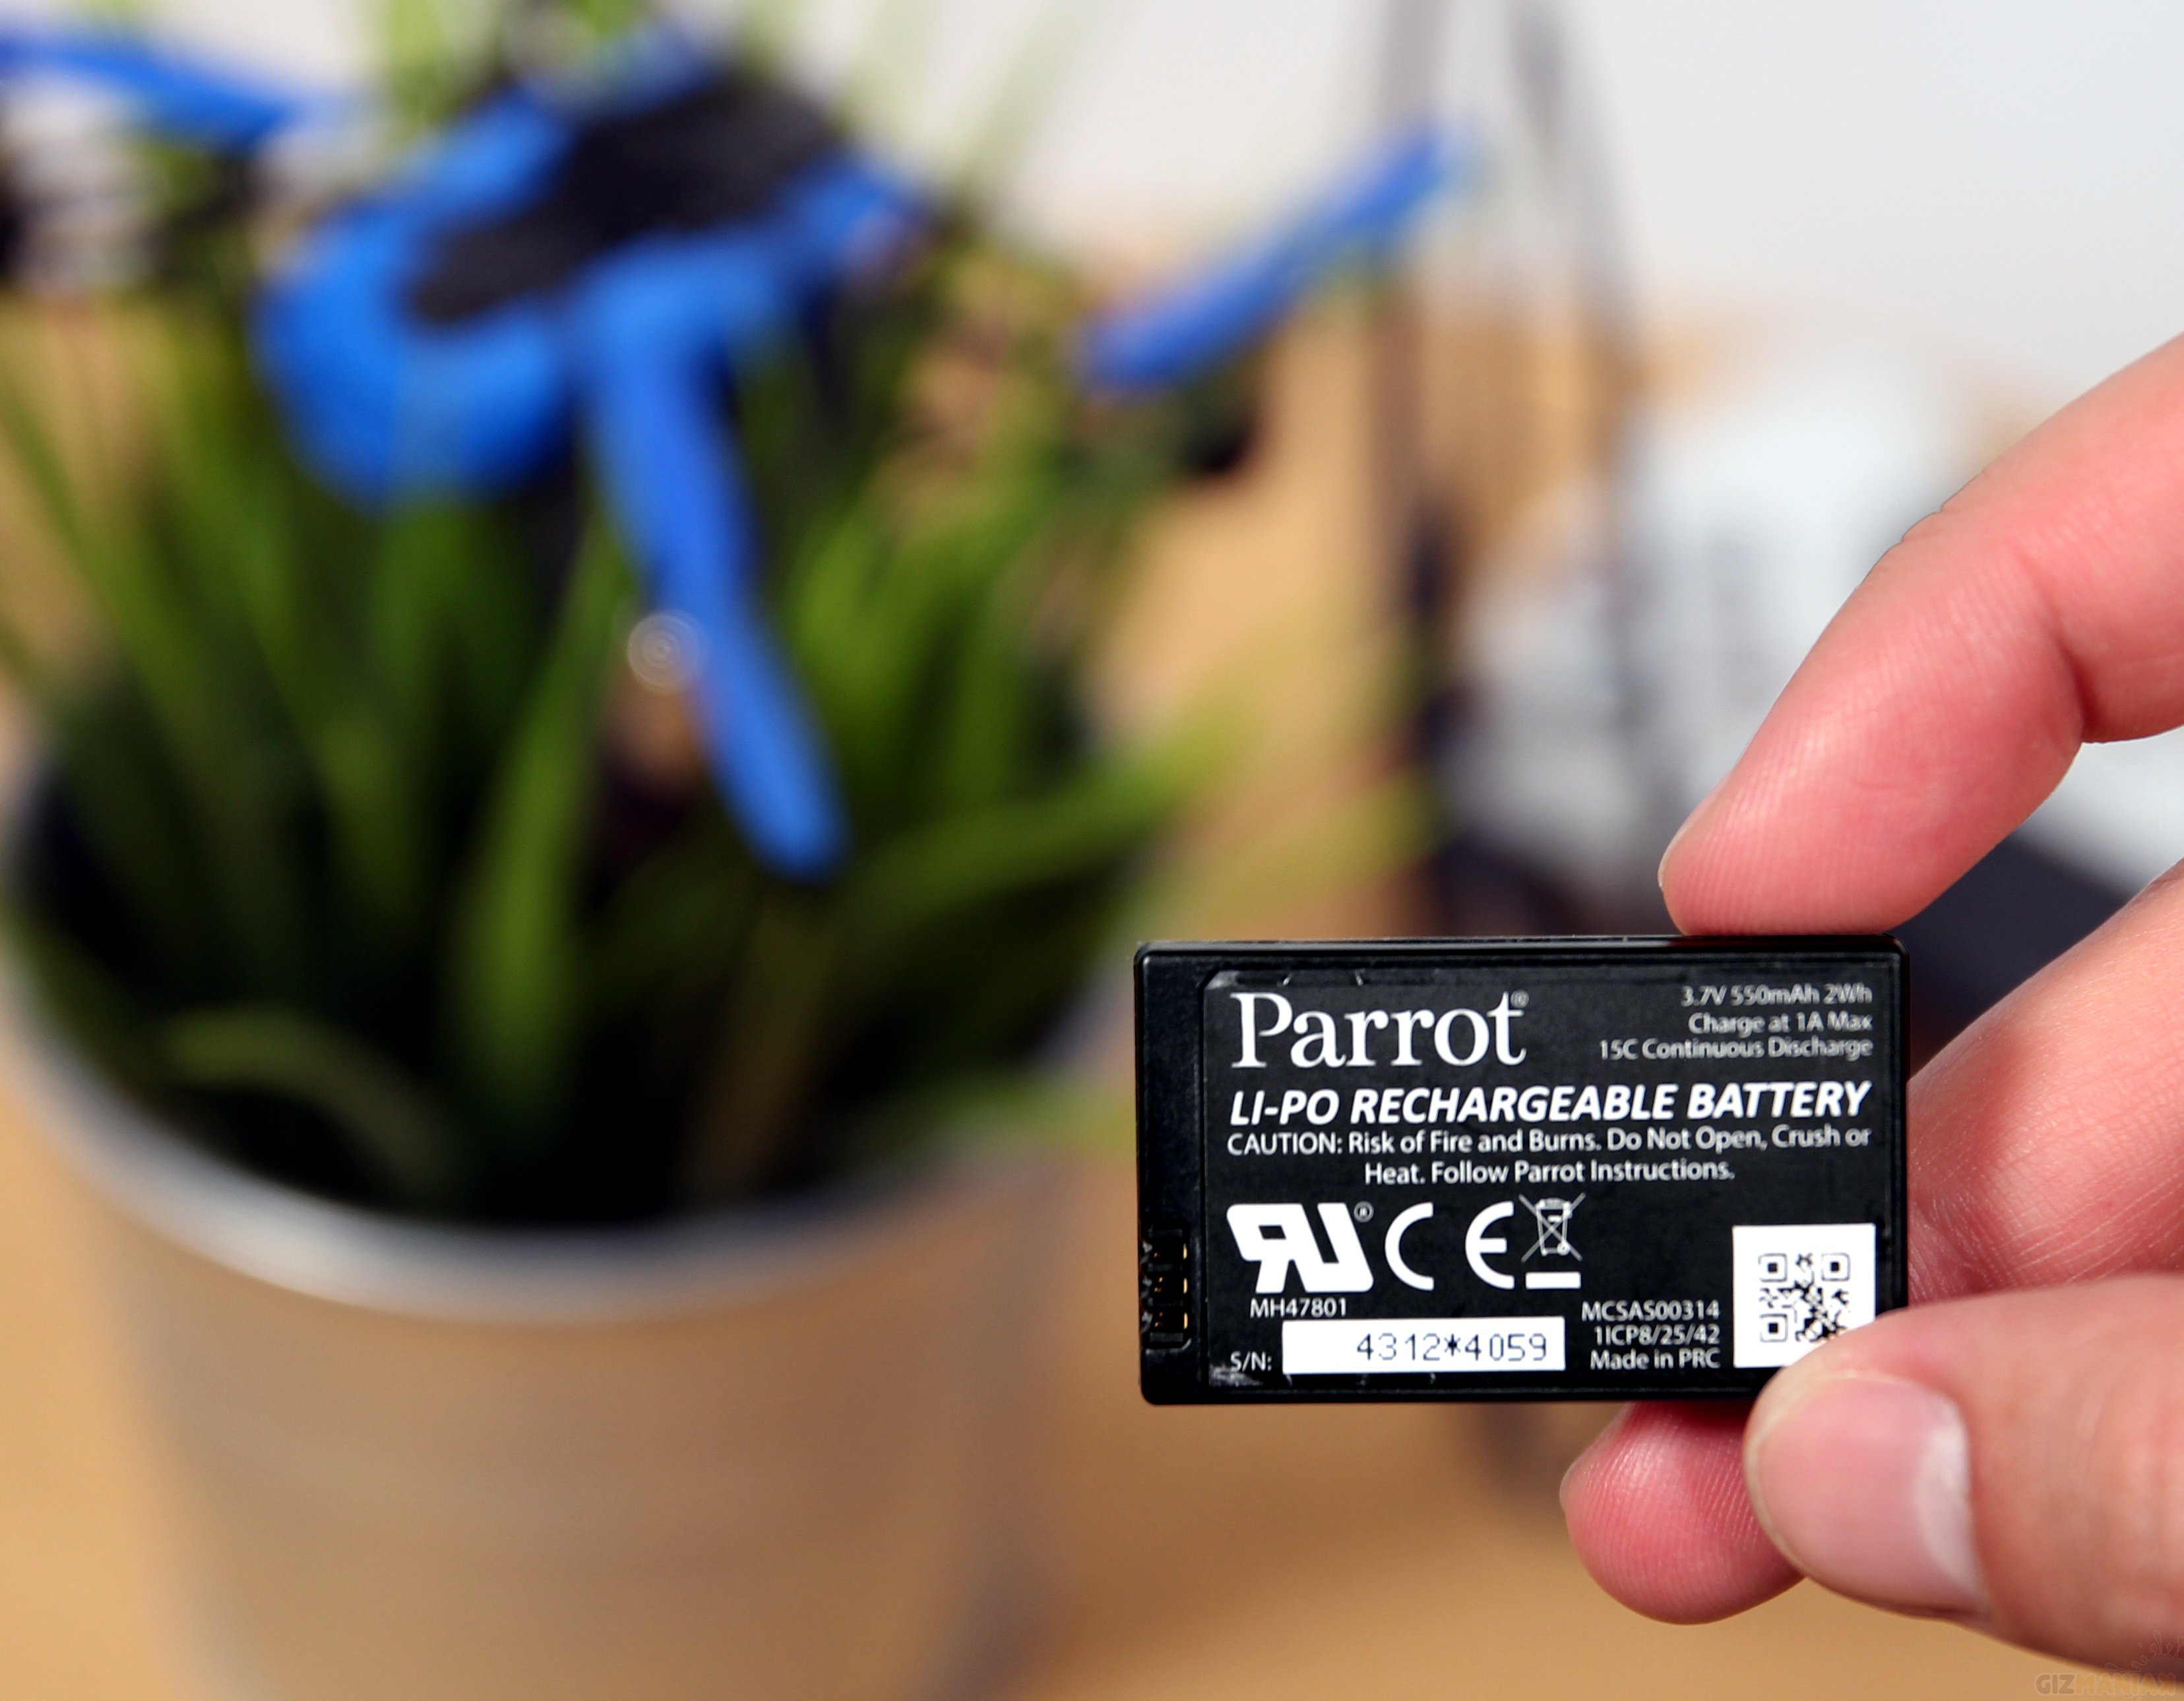 Parrot®
3.7V 550mAh 2Wh
Charge at 1A Max
15C Continuous Discharge
LI-PO RECHARGEABLE BATTERY
CAUTION: Risk of Fire and Burns. Do Not Open, Crush or
Heat. Follow Parrot Instructions.
RU® CE
MH47801
S/N: 4312*4059
MCSAS00314
1ICP8/25/42
Made in PRC